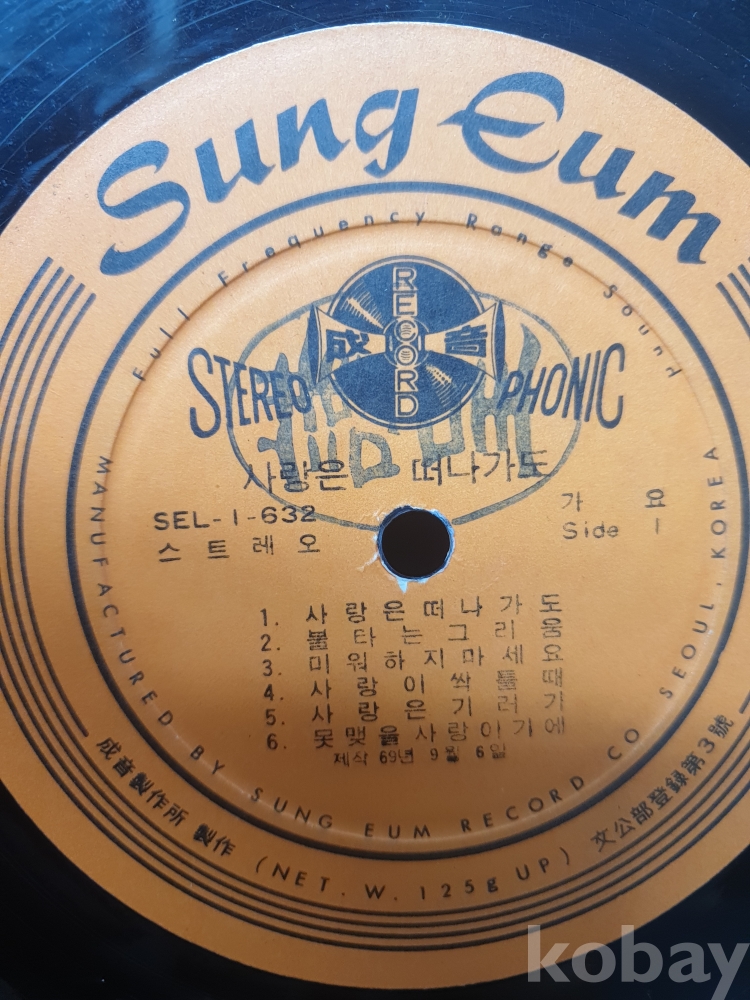 Sung Eum
Full Frequency Range Sound
RECORD
成 音
STEREO PHONIC
사랑은 떠나가도
SEL-1-632
가 요
스 트 레 오
Side 1
1. 사 랑 은 떠 나 가 도
2. 불 타 는 그 리 움
3. 미 워 하 지 마 세 요
4. 사 랑 이 싹 틀 때
5. 사 랑 은 기 러 기
6. 못 맺 을 사 랑 이 기 에
제작 69년 9월 6일
MANUFACTURED BY SUNG EUM RECORD CO. SEOUL, KOREA
成音製作所 製作 (NET. W. 125g UP) 文公部登録第3號
kobay